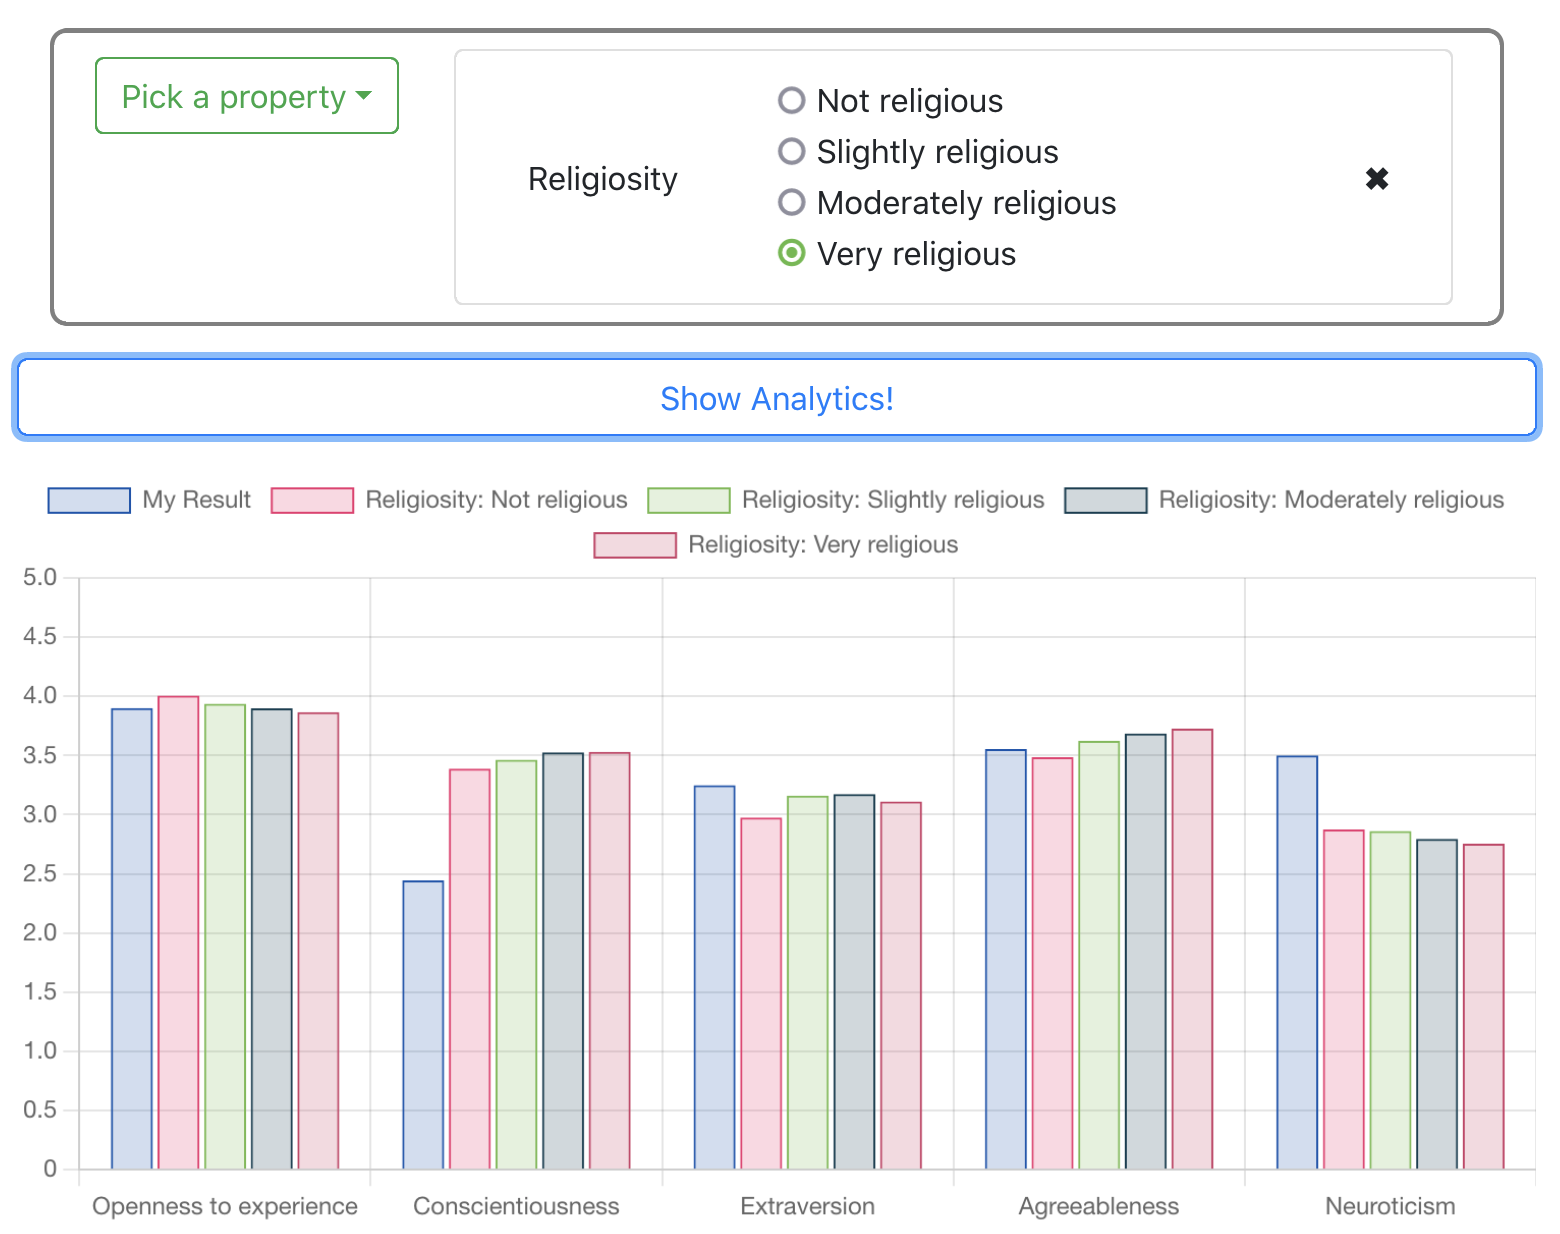 Pick a property
Religiosity
Not religious
Slightly religious
Moderately religious
Very religious
Show Analytics!
My Result Religiosity: Not religious Religiosity: Slightly religious Religiosity: Moderately religious
Religiosity: Very religious
5.0
4.5
4.0
3.5
3.0
2.5
2.0
1.5
1.0
0.5
0
Openness to experience Conscientiousness Extraversion Agreeableness Neuroticism